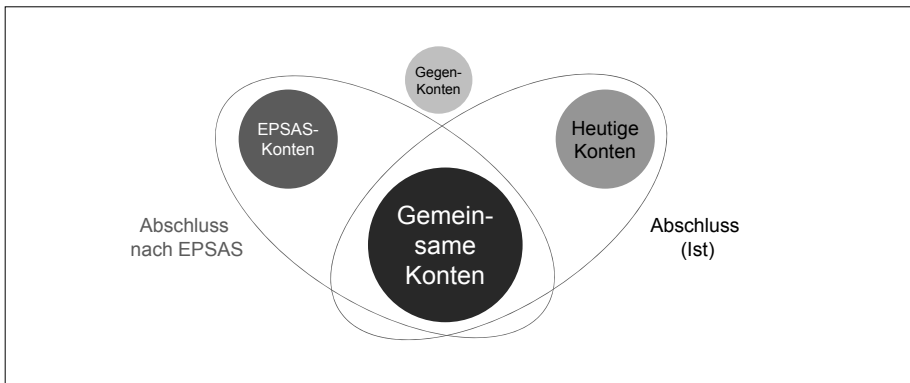 Gegen-
Konten
EPSAS-
Konten
Heutige
Konten
Gemein-
same
Konten
Abschluss
nach EPSAS
Abschluss
(Ist)